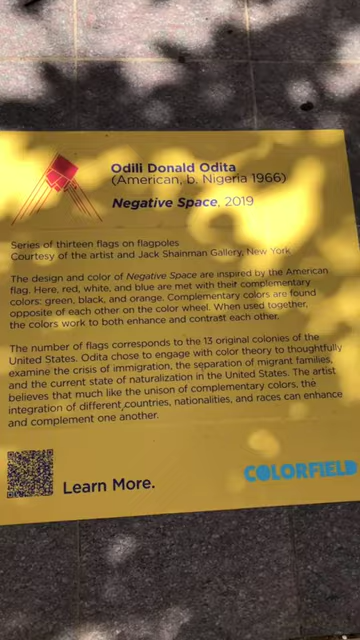 Odili Donald Odita
(American, b. Nigeria 1966)
Negative Space, 2019
Series of thirteen flags on flagpoles
Courtesy of the artist and Jack Shainman Gallery, New York
The design and color of Negative Space are inspired by the American
flag. Here, red, white, and blue are met with their complementary
colors: green, black, and orange. Complementary colors are found
opposite of each other on the color wheel. When used together,
the colors work to both enhance and contrast each other.
The number of flags corresponds to the 13 original colonies of the
United States. Odita chose to engage with color theory to thoughtfully
examine the crisis of immigration, the separation of migrant families,
and the current state of naturalization in the United States. The artist
believes that much like the unison of complementary colors, the
integration of different countries, nationalities, and races can enhance
and complement one another.
Learn More.
COLORFIELD